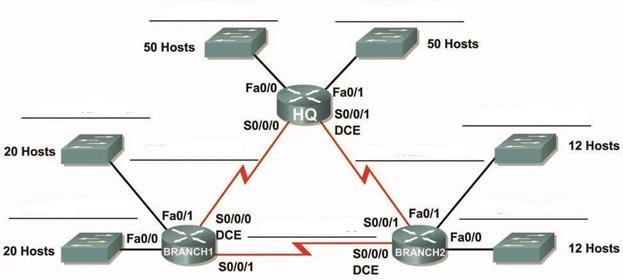 50 Hosts
50 Hosts
Fa0/0
Fa0/1
HQ
S0/0/0
S0/0/1
DCE
20 Hosts
12 Hosts
Fa0/1
S0/0/0
DCE
S0/0/1
Fa0/1
20 Hosts
Fa0/0
BRANCH1
S0/0/1
S0/0/0
DCE
BRANCH2
Fa0/0
12 Hosts